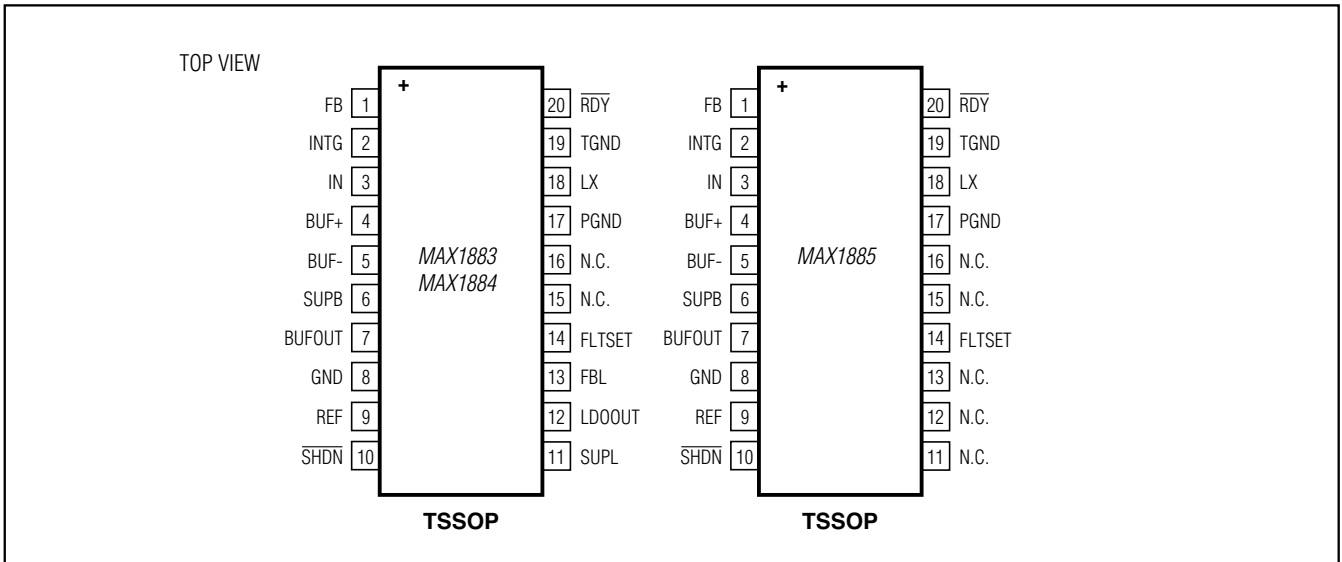 TOP VIEW
+ +
FB 1 20 R̅D̅Y̅ FB 1 20 R̅D̅Y̅
INTG 2 19 TGND INTG 2 19 TGND
IN 3 18 LX IN 3 18 LX
BUF+ 4 17 PGND BUF+ 4 17 PGND
BUF- 5 MAX1883 16 N.C. BUF- 5 MAX1885 16 N.C.
MAX1884
SUPB 6 15 N.C. SUPB 6 15 N.C.
BUFOUT 7 14 FLTSET BUFOUT 7 14 FLTSET
GND 8 13 FBL GND 8 13 N.C.
REF 9 12 LDOOUT REF 9 12 N.C.
S̅H̅D̅N̅ 10 11 SUPL S̅H̅D̅N̅ 10 11 N.C.
TSSOP TSSOP